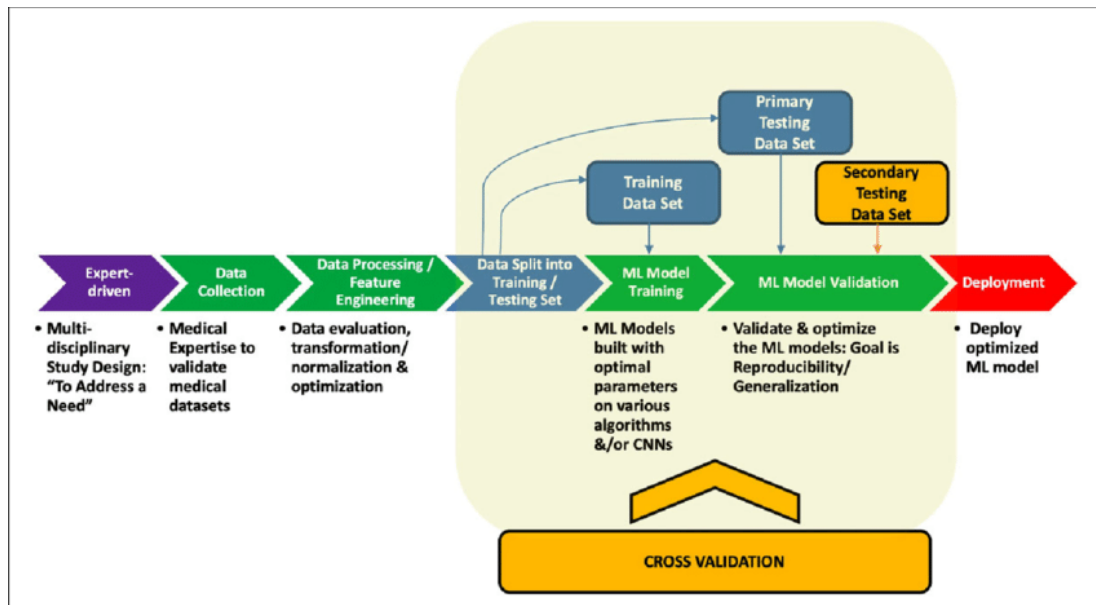 Primary
Testing
Data Set
Training
Data Set
Secondary
Testing
Data Set
Expert-
driven
Data
Collection
Data Processing /
Feature
Engineering
Data Split into
Training /
Testing Set
ML Model
Training
ML Model Validation
Deployment
• Multi-
disciplinary
Study Design:
“To Address a
Need”
• Medical
Expertise to
validate
medical
datasets
• Data evaluation,
transformation/
normalization &
optimization
• ML Models
built with
optimal
parameters
on various
algorithms
&/or CNNs
• Validate & optimize
the ML models: Goal is
Reproducibility/
Generalization
• Deploy
optimized
ML model
CROSS VALIDATION